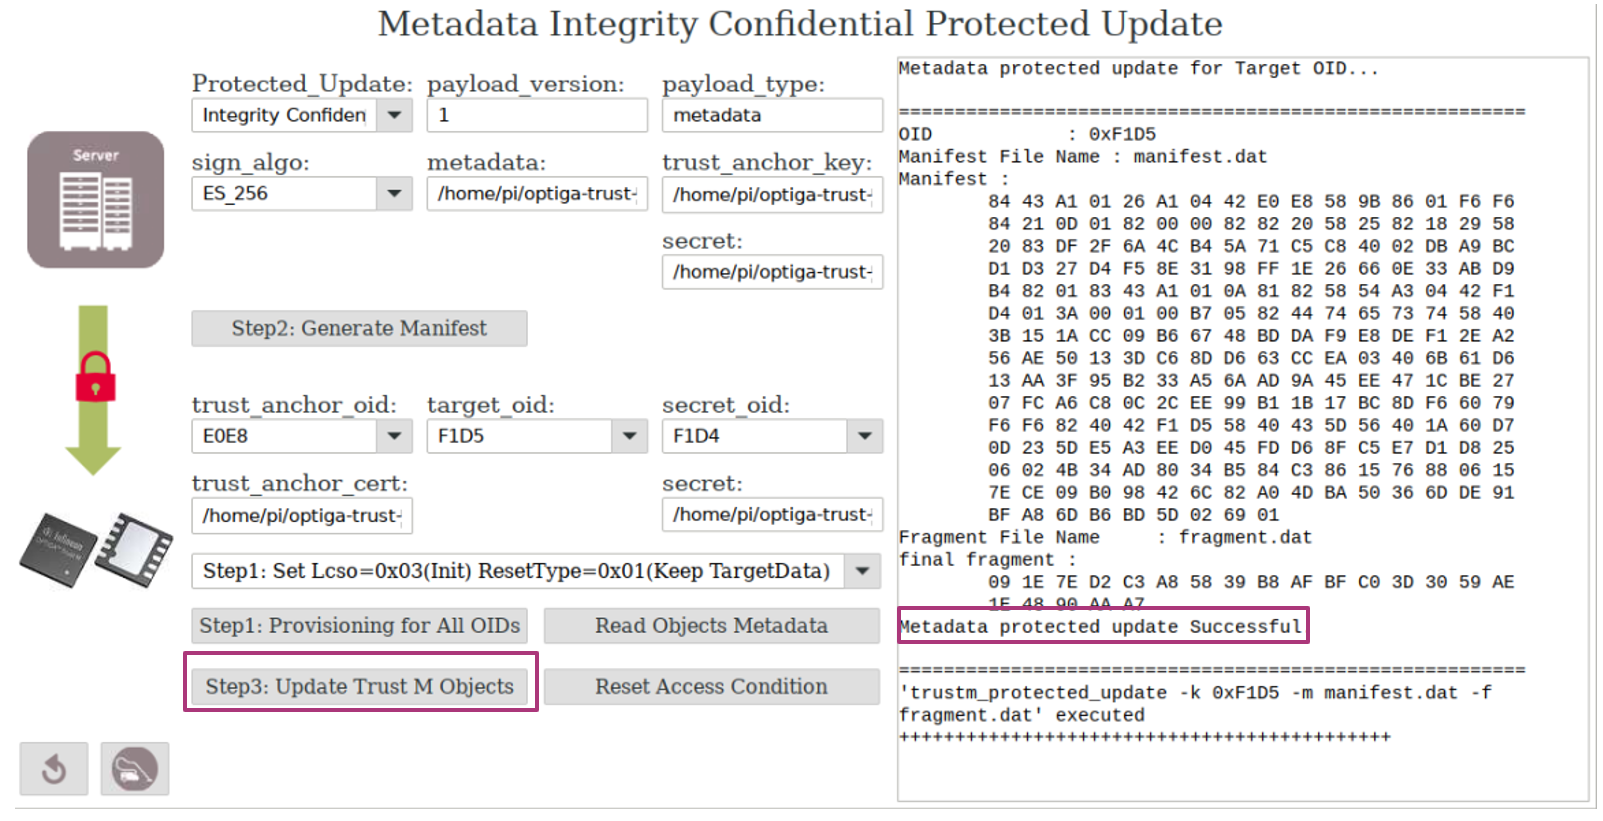 Metadata Integrity Confidential Protected Update
Server
Protected_Update:
payload_version:
payload_type:
Integrity Confiden
1
metadata
sign_algo:
metadata:
trust_anchor_key:
ES_256
/home/pi/optiga-trust-
/home/pi/optiga-trust-
secret:
/home/pi/optiga-trust-
Step2: Generate Manifest
trust_anchor_oid:
target_oid:
secret_oid:
E0E8
F1D5
F1D4
trust_anchor_cert:
secret:
/home/pi/optiga-trust-
/home/pi/optiga-trust-
Infineon
OPTIGA™ Trust M
Step1: Set Lcso=0x03(Init) ResetType=0x01(Keep TargetData)
Step1: Provisioning for All OIDs
Read Objects Metadata
Step3: Update Trust M Objects
Reset Access Condition
Metadata protected update for Target OID...
========================================================
OID            : 0xF1D5
Manifest File Name : manifest.dat
Manifest :
84 43 A1 01 26 A1 04 42 E0 E8 58 9B 86 01 F6 F6
84 21 0D 01 82 00 00 82 82 20 58 25 82 18 29 58
20 83 DF 2F 6A 4C B4 5A 71 C5 C8 40 02 DB A9 BC
D1 D3 27 D4 F5 8E 31 98 FF 1E 26 66 0E 33 AB D9
B4 82 01 83 43 A1 01 0A 81 82 58 54 A3 04 42 F1
D4 01 3A 00 01 00 B7 05 82 44 74 65 73 74 58 40
3B 15 1A CC 09 B6 67 48 BD DA F9 E8 DE F1 2E A2
56 AE 50 13 3D C6 8D D6 63 CC EA 03 40 6B 61 D6
13 AA 3F 95 B2 33 A5 6A AD 9A 45 EE 47 1C BE 27
07 FC A6 C8 0C 2C EE 99 B1 1B 17 BC 8D F6 60 79
F6 F6 82 40 42 F1 D5 58 40 43 5D 56 40 1A 60 D7
0D 23 5D E5 A3 EE D0 45 FD D6 8F C5 E7 D1 D8 25
06 02 4B 34 AD 80 34 B5 84 C3 86 15 76 88 06 15
7E CE 09 B0 98 42 6C 82 A0 4D BA 50 36 6D DE 91
BF A8 6D B6 BD 5D 02 69 01
Fragment File Name     : fragment.dat
final fragment :
09 1E 7E D2 C3 A8 58 39 B8 AF BF C0 3D 30 59 AE
1E 48 90 AA A7
Metadata protected update Successful
========================================================
'trustm_protected_update -k 0xF1D5 -m manifest.dat -f
fragment.dat' executed
++++++++++++++++++++++++++++++++++++++++++++